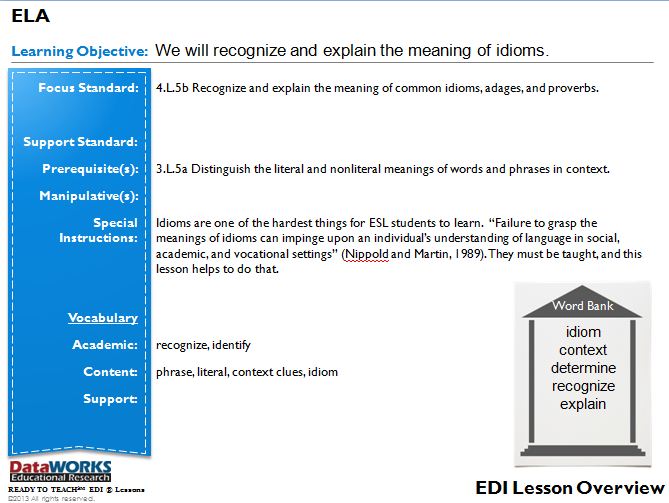 ELA
Learning Objective: We will recognize and explain the meaning of idioms.
Focus Standard: 4.L.5b Recognize and explain the meaning of common idioms, adages, and proverbs.
Support Standard:
Prerequisite(s): 3.L.5a Distinguish the literal and nonliteral meanings of words and phrases in context.
Manipulative(s):
Special Instructions:
Idioms are one of the hardest things for ESL students to learn. “Failure to grasp the
meanings of idioms can impinge upon an individual’s understanding of language in social,
academic, and vocational settings” (Nippold and Martin, 1989). They must be taught, and this
lesson helps to do that.
Vocabulary
Academic: recognize, identify
Content: phrase, literal, context clues, idiom
Support:
Word Bank
idiom
context
determine
recognize
explain
DataWORKS
Educational Research
READY TO TEACH℠ EDI ® Lessons
©2013 All rights reserved.
EDI Lesson Overview